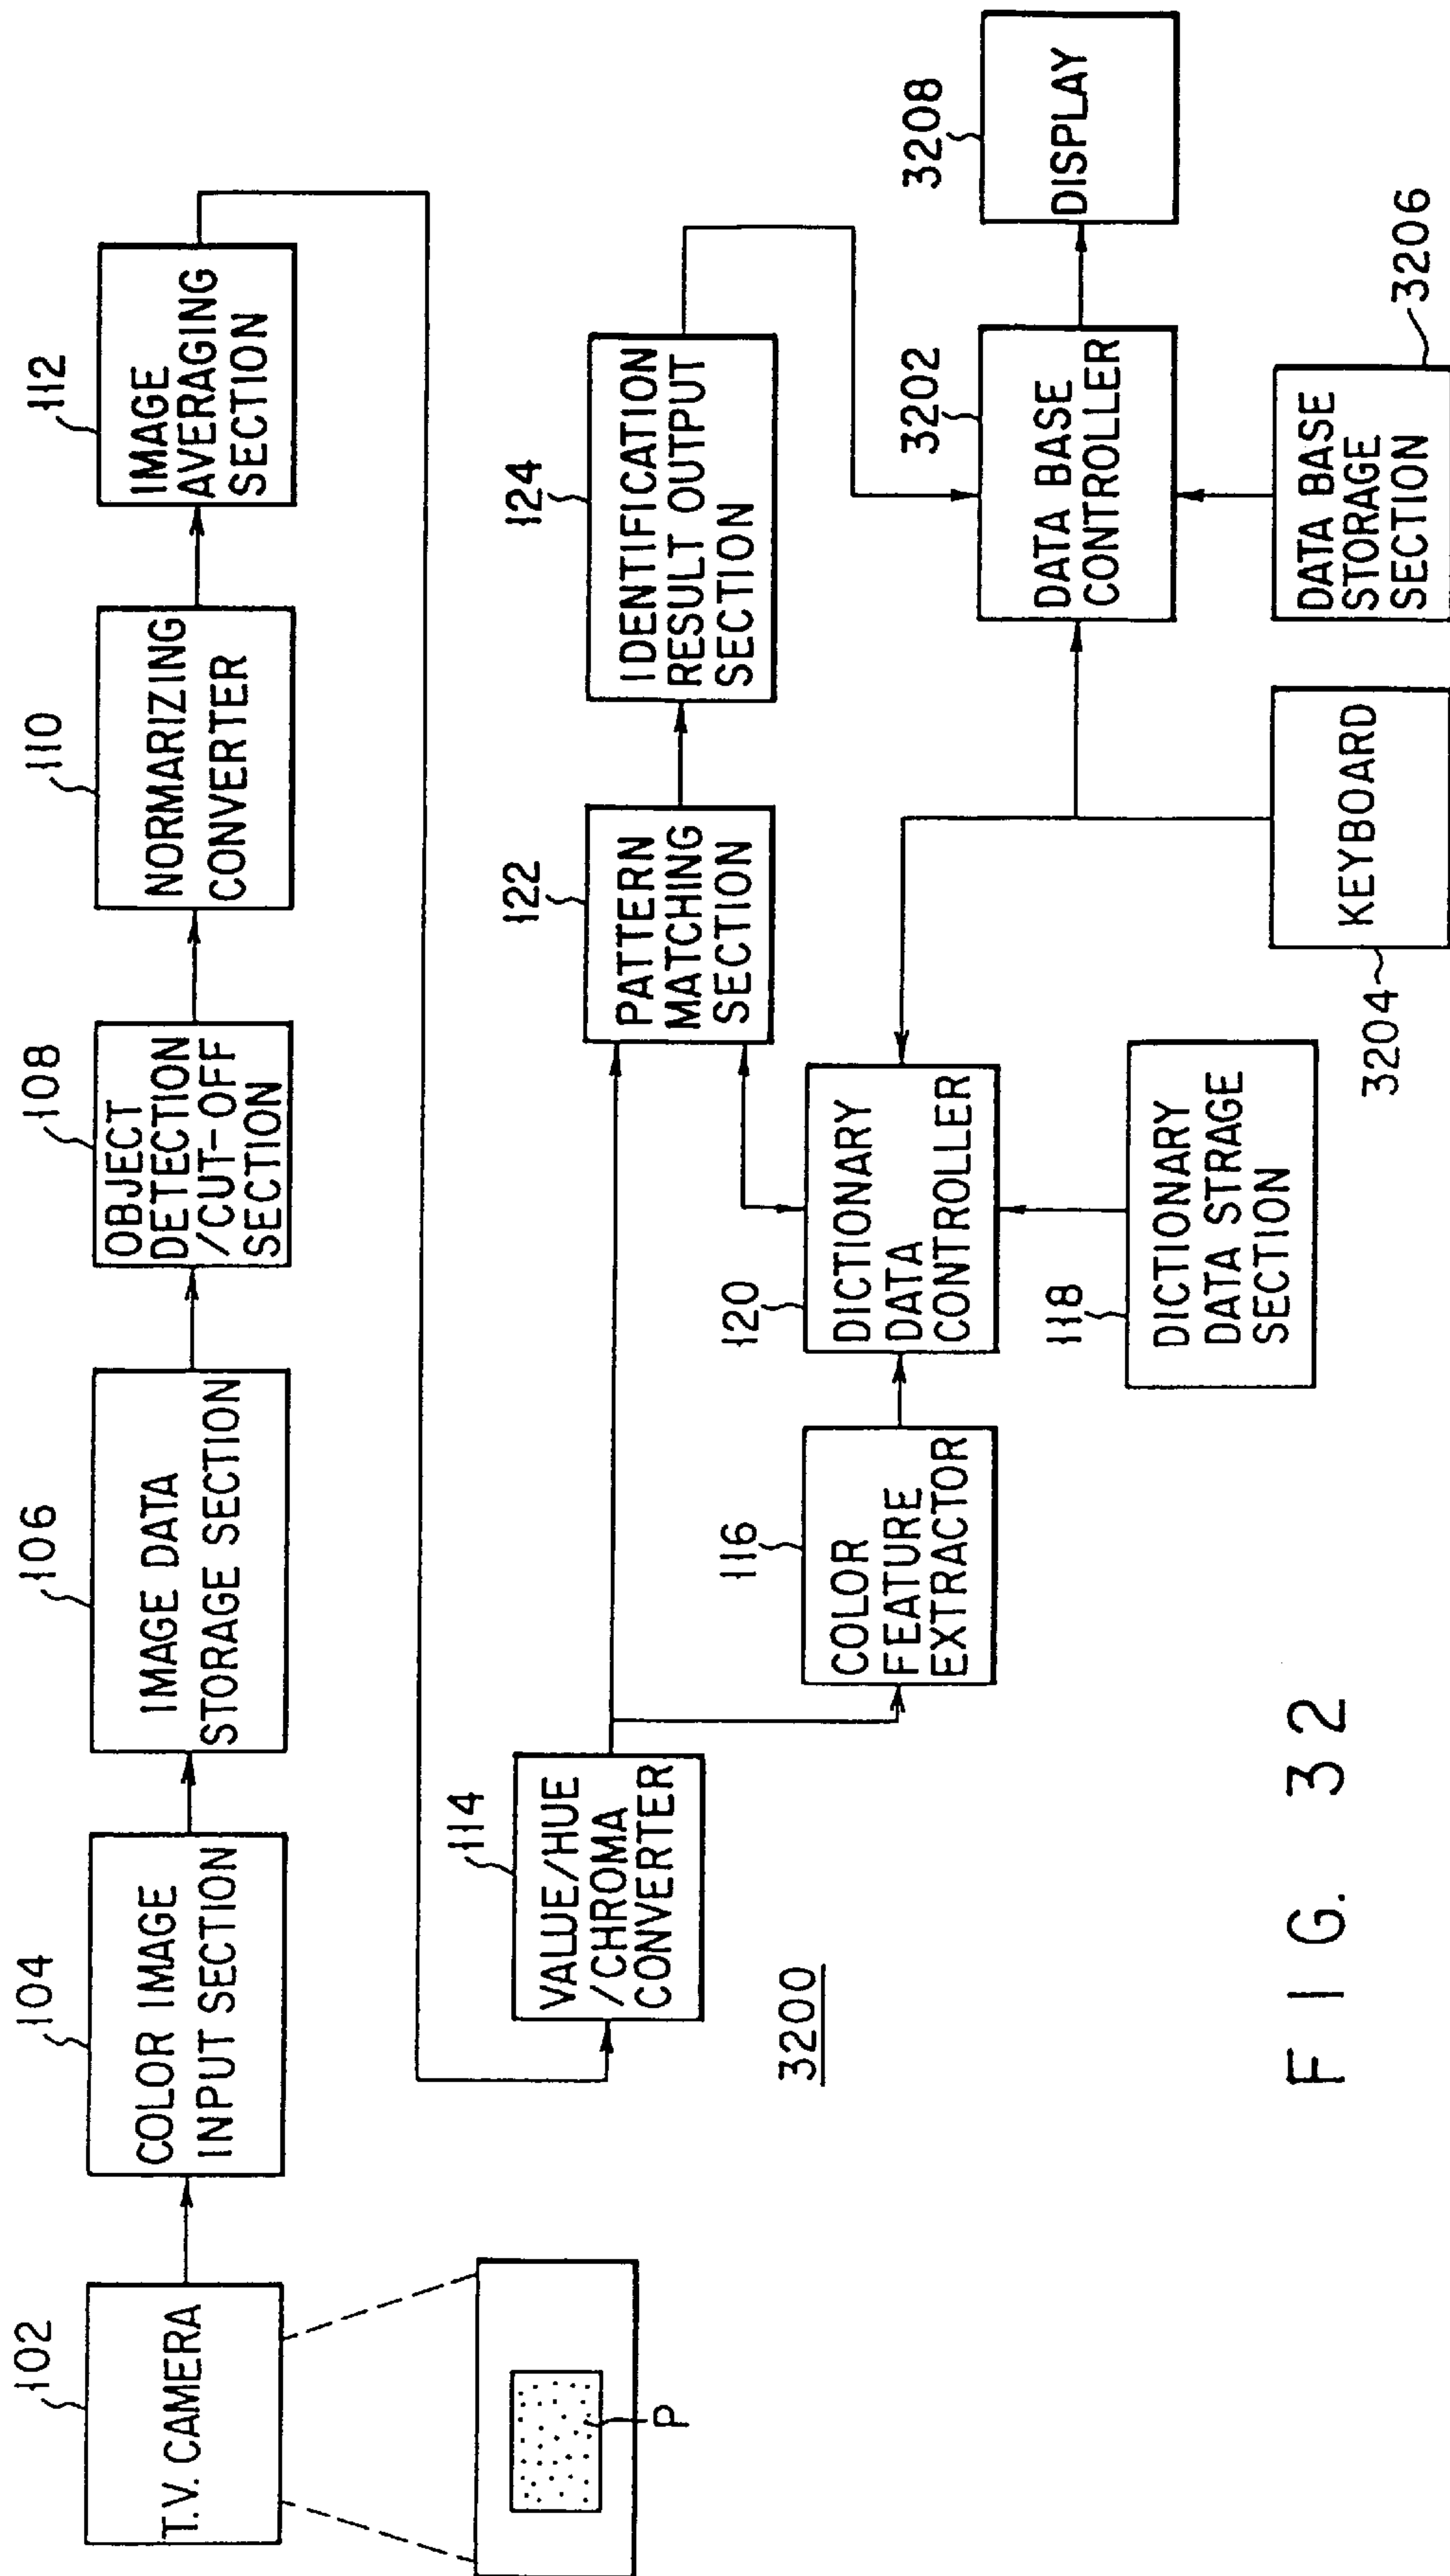 102
T.V. CAMERA
P
104
COLOR IMAGE
INPUT SECTION
106
IMAGE DATA
STORAGE SECTION
108
OBJECT
DETECTION
/CUT-OFF
SECTION
110
NORMARIZING
CONVERTER
112
IMAGE
AVERAGING
SECTION
114
VALUE/HUE
/CHROMA
CONVERTER
3200
116
COLOR
FEATURE
EXTRACTOR
120
DICTIONARY
DATA
CONTROLLER
118
DICTIONARY
DATA STRAGE
SECTION
122
PATTERN
MATCHING
SECTION
124
IDENTIFICATION
RESULT OUTPUT
SECTION
3202
DATA BASE
CONTROLLER
3204
KEYBOARD
3206
DATA BASE
STORAGE
SECTION
3208
DISPLAY
FIG. 32